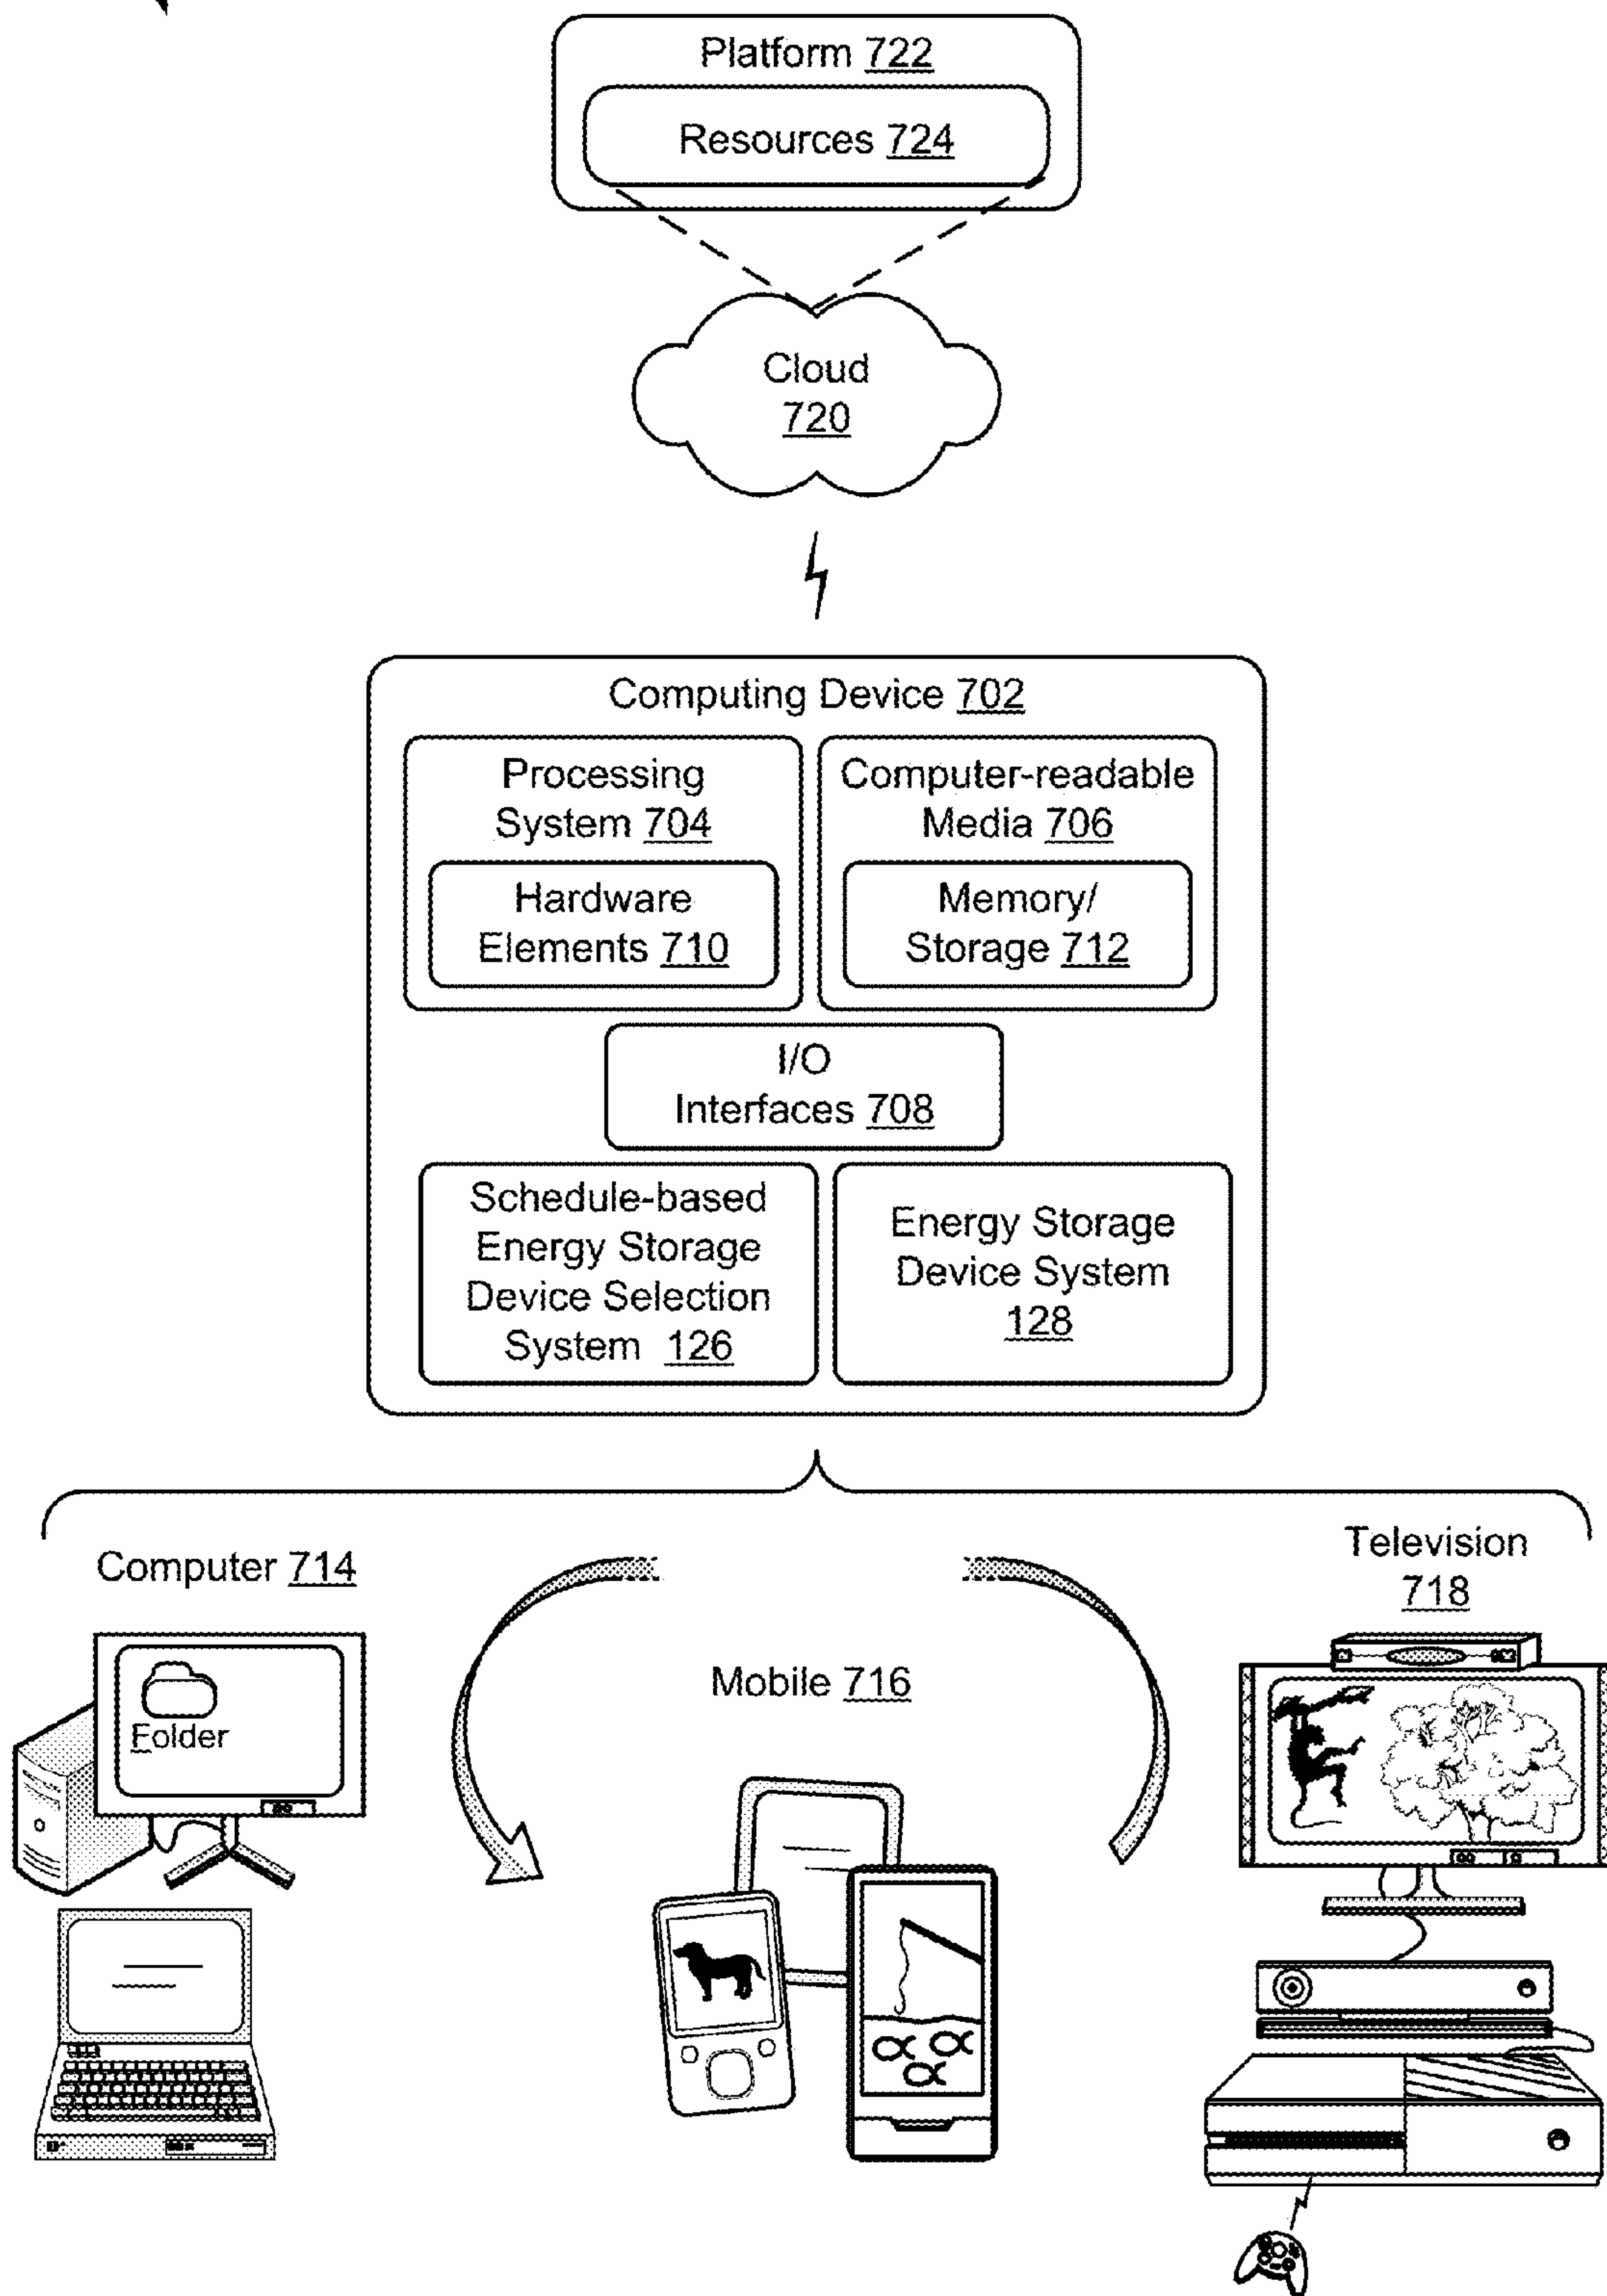 Platform 722
Resources 724
Cloud
720
Computing Device 702
Processing
System 704
Computer-readable
Media 706
Hardware
Elements 710
Memory/
Storage 712
I/O
Interfaces 708
Schedule-based
Energy Storage
Device Selection
System 126
Energy Storage
Device System
128
Computer 714
Mobile 716
Television
718
Folder